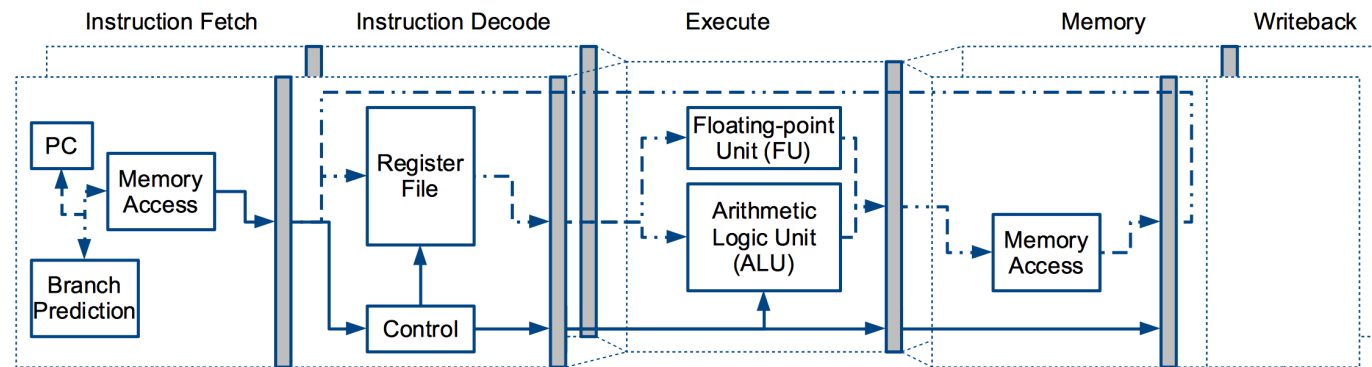 Instruction Fetch
Instruction Decode
Execute
Memory
Writeback
PC
Memory
Access
Branch
Prediction
Register
File
Control
Floating-point
Unit (FU)
Arithmetic
Logic Unit
(ALU)
Memory
Access